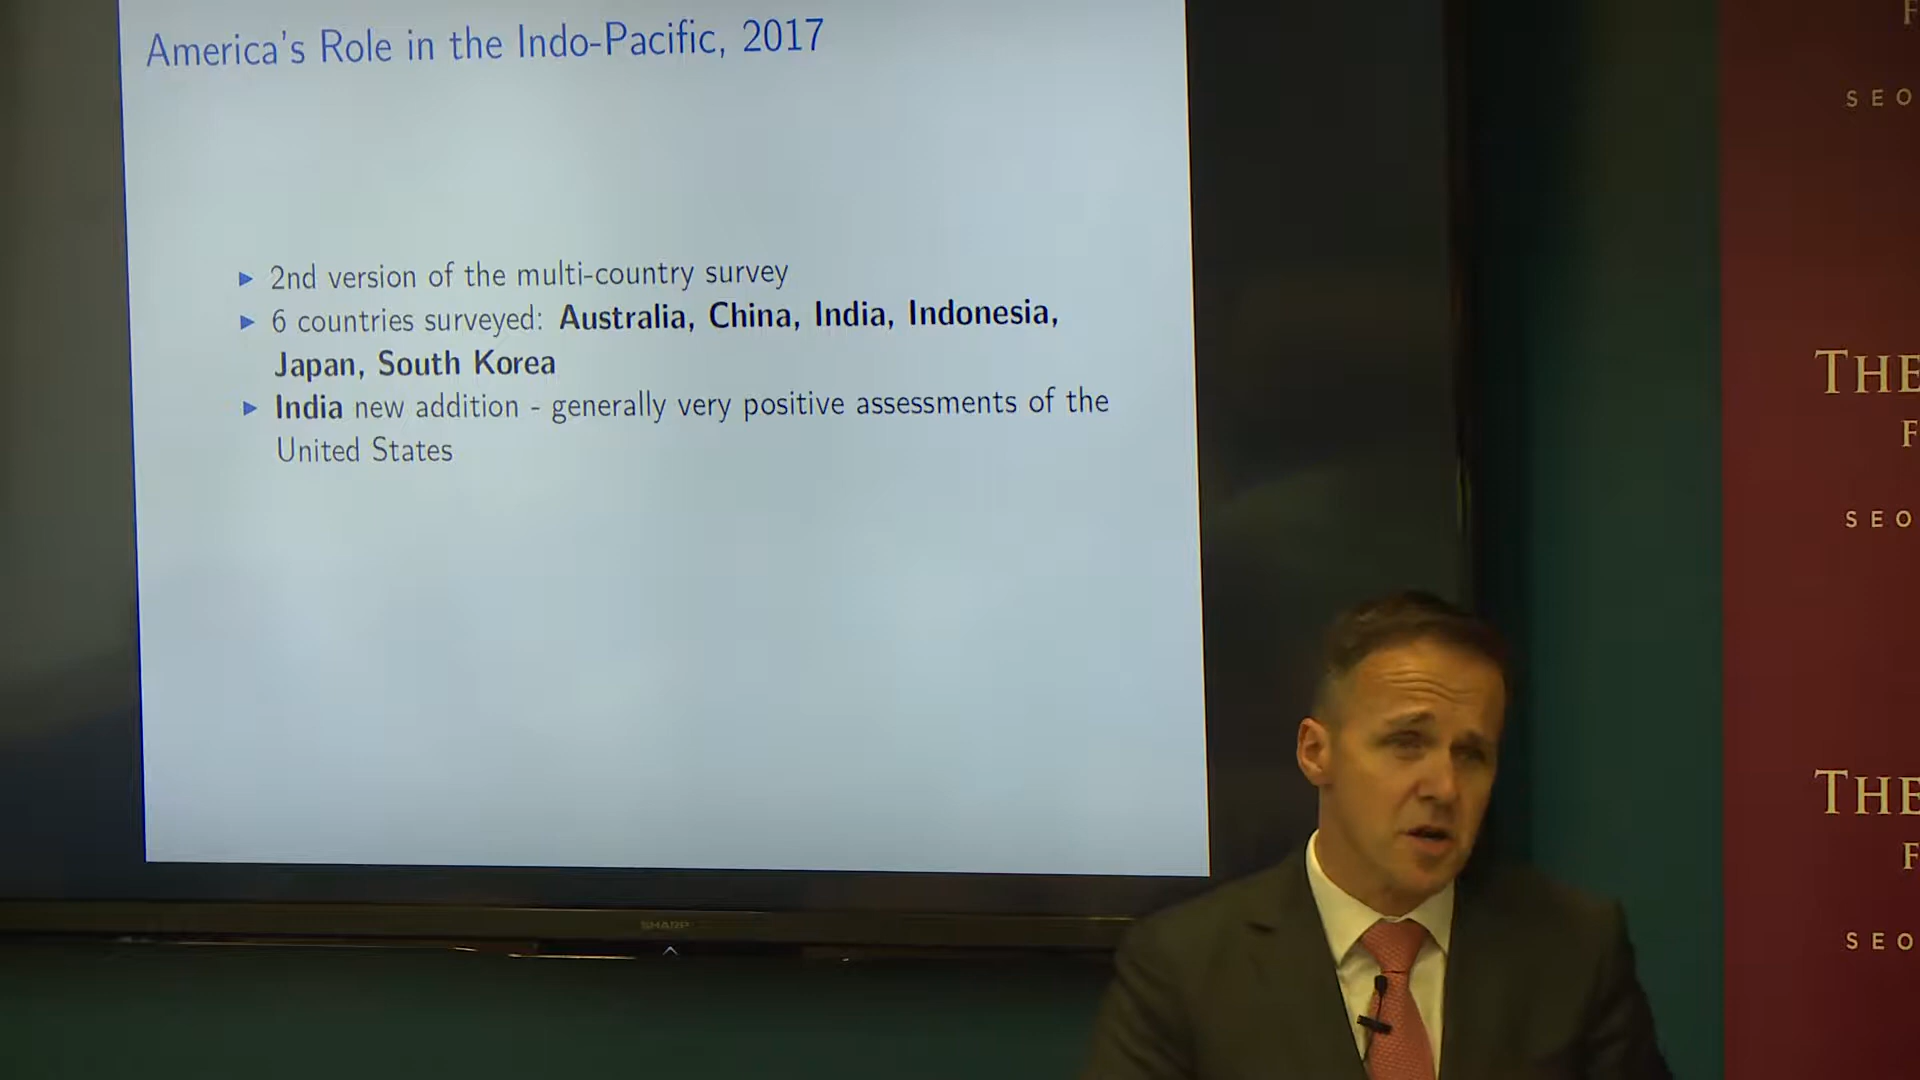 America's Role in the Indo-Pacific, 2017
2nd version of the multi-country survey
6 countries surveyed: Australia, China, India, Indonesia,
Japan, South Korea
India new addition - generally very positive assessments of the
United States
SHARP
F
SEO
THE
F
SEO
THE
F
SEO